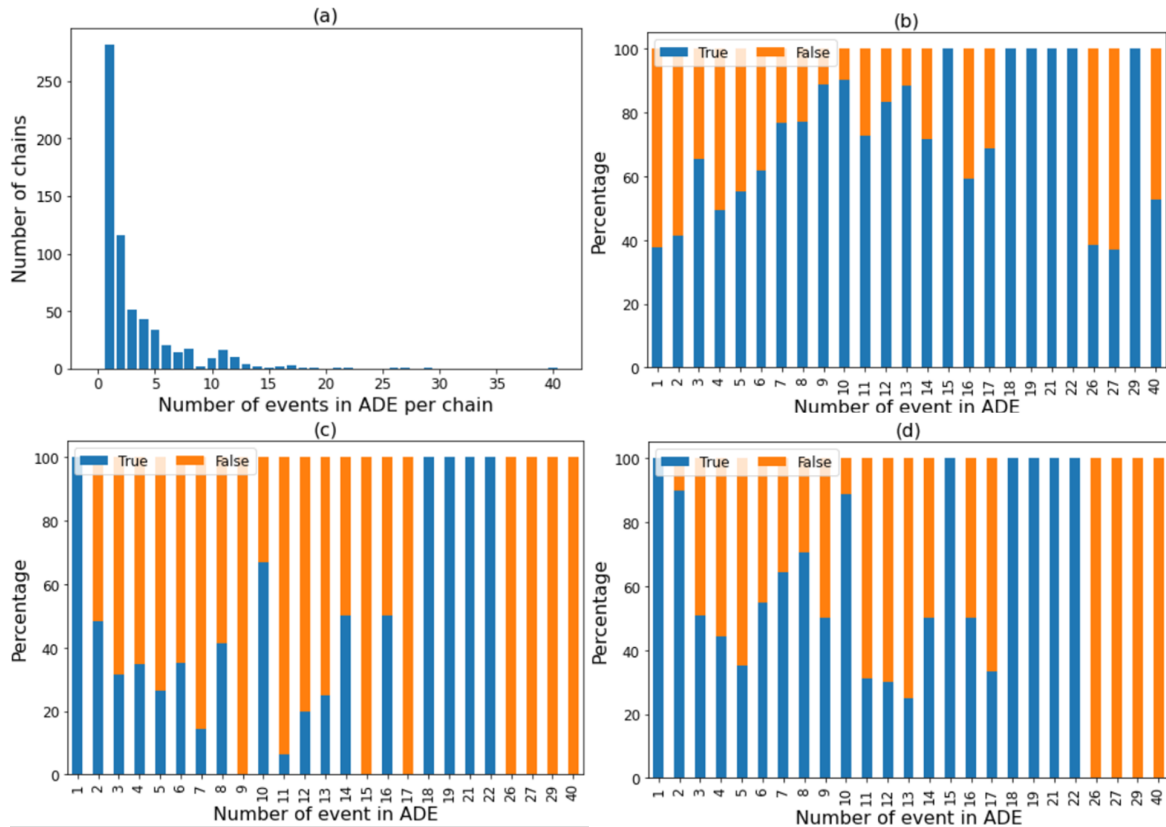 (a)
250
200
150
100
50
0
Number of chains
0 5 10 15 20 25 30 35 40
Number of events in ADE per chain
(b)
True False
100
80
60
40
20
0
Percentage
1 2 3 4 5 6 7 8 9 10 11 12 13 14 15 16 17 18 19 21 22 26 27 29 40
Number of event in ADE
(c)
True False
100
80
60
40
20
0
Percentage
1 2 3 4 5 6 7 8 9 10 11 12 13 14 15 16 17 18 19 21 22 26 27 29 40
Number of event in ADE
(d)
True False
100
80
60
40
20
0
Percentage
1 2 3 4 5 6 7 8 9 10 11 12 13 14 15 16 17 18 19 21 22 26 27 29 40
Number of event in ADE